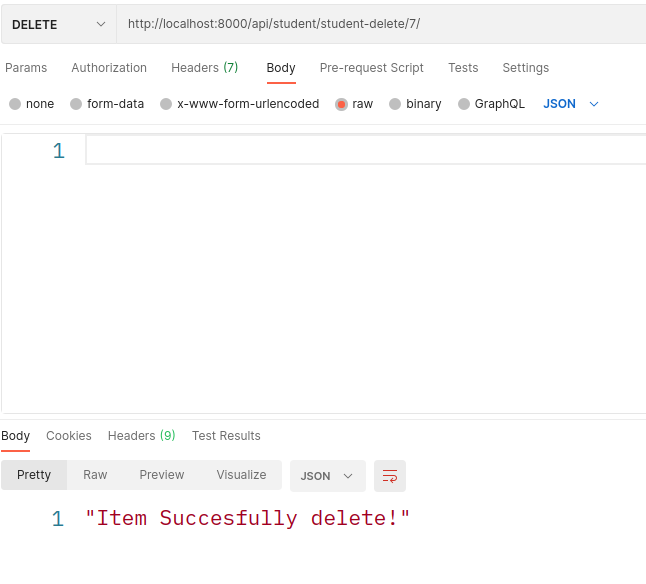 DELETE http://localhost:8000/api/student/student-delete/7/
Params Authorization Headers (7) Body Pre-request Script Tests Settings
none form-data x-www-form-urlencoded raw binary GraphQL JSON
1
Body Cookies Headers (9) Test Results
Pretty Raw Preview Visualize JSON
1 "Item Succesfully delete!"